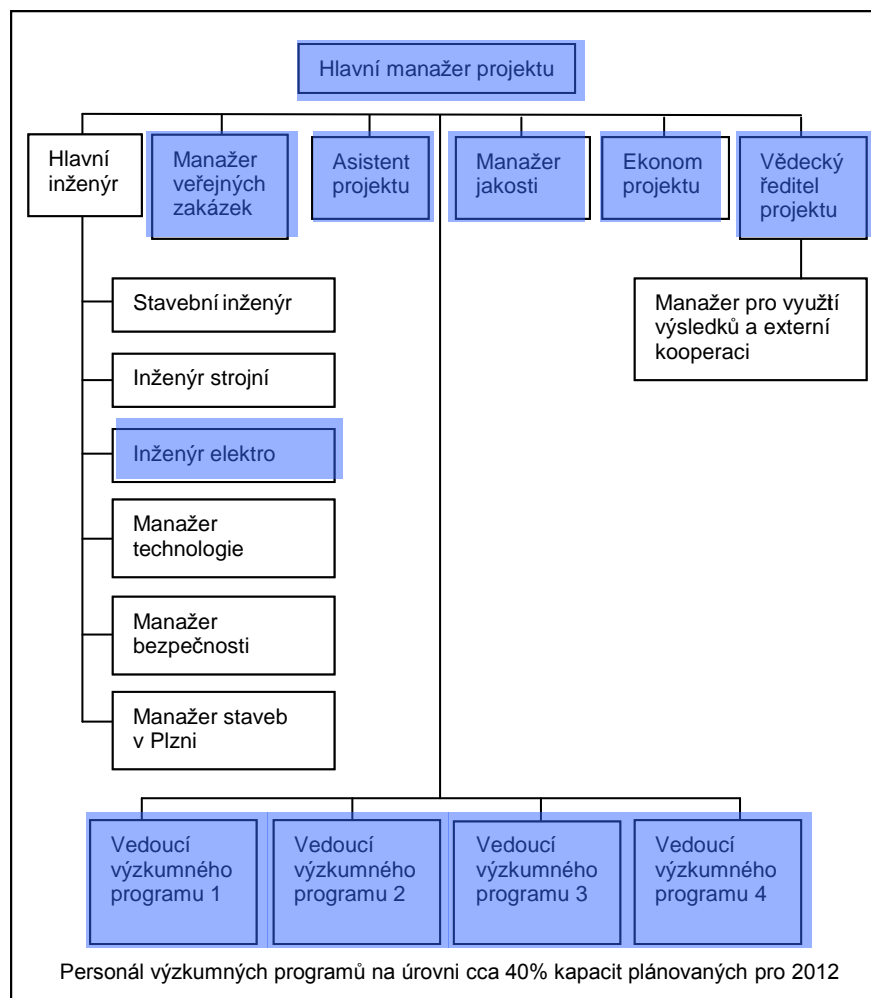 Hlavní manažer projektu
Hlavní
inženýr
Manažer
veřejných
zakázek
Asistent
projektu
Manažer
jakosti
Ekonom
projektu
Vědecký
ředitel
projektu
Stavební inženýr
Manažer pro využití
výsledků a externí
kooperaci
Inženýr strojní
Inženýr elektro
Manažer
technologie
Manažer
bezpečnosti
Manažer staveb
v Plzni
Vedoucí
výzkumného
programu 1
Vedoucí
výzkumného
programu 2
Vedoucí
výzkumného
programu 3
Vedoucí
výzkumného
programu 4
Personál výzkumných programů na úrovni cca 40% kapacit plánovaných pro 2012